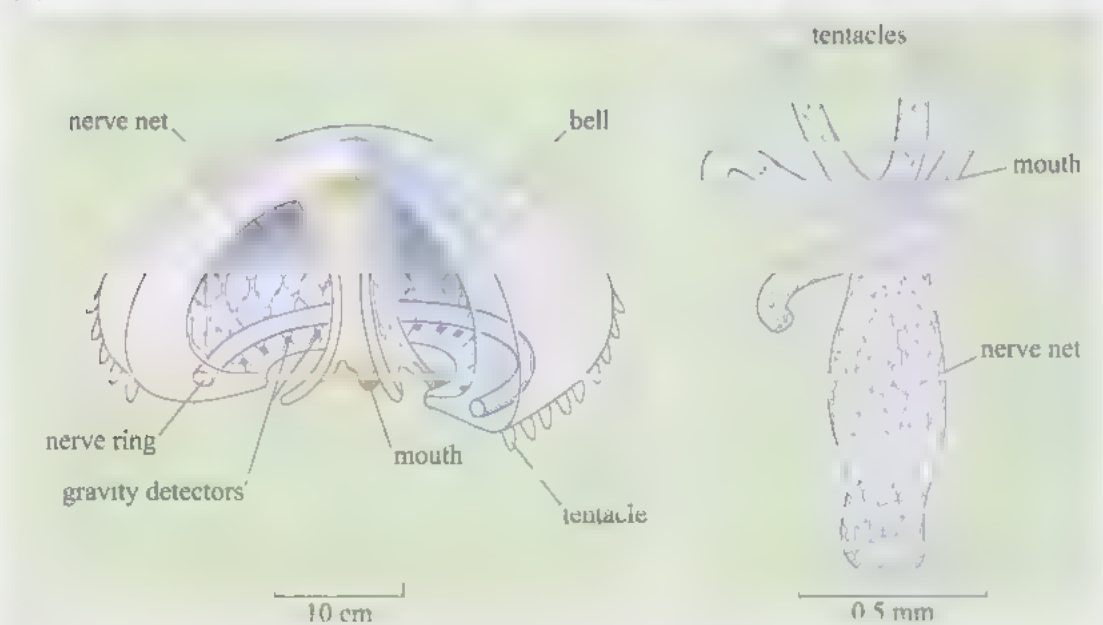 tentacles
nerve net
bell
mouth
nerve net
nerve ring
mouth
gravity detectors
tentacle
10 cm
0 5 mm